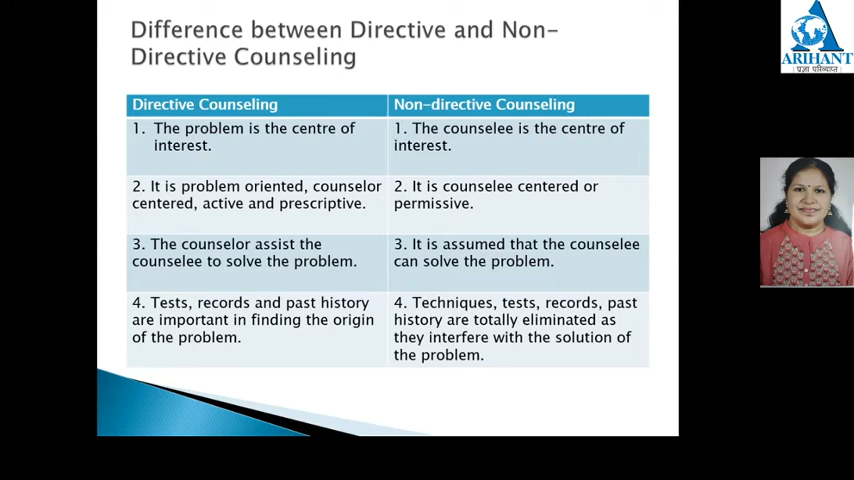 Difference between Directive and Non-
Directive Counseling
Directive Counseling
Non-directive Counseling
1. The problem is the centre of
interest.
1. The counselee is the centre of
interest.
2. It is problem oriented, counselor
centered, active and prescriptive.
2. It is counselee centered or
permissive.
3. The counselor assist the
counselee to solve the problem.
3. It is assumed that the counselee
can solve the problem.
4. Tests, records and past history
are important in finding the origin
of the problem.
4. Techniques, tests, records, past
history are totally eliminated as
they interfere with the solution of
the problem.
ARIHANT
| प्रज्ञा परिव्याप्त |